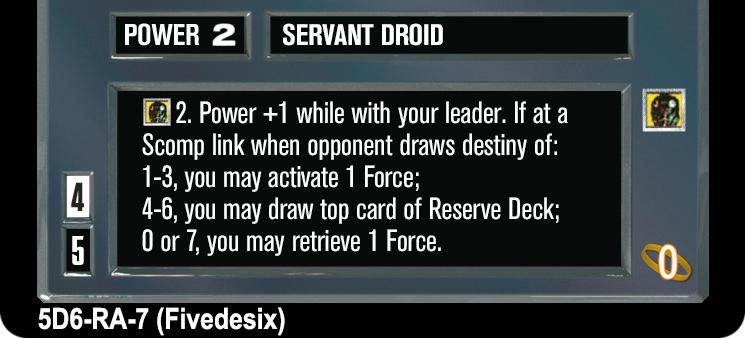 POWER 2
SERVANT DROID
2. Power +1 while with your leader. If at a
Scomp link when opponent draws destiny of:
1-3, you may activate 1 Force;
4-6, you may draw top card of Reserve Deck;
0 or 7, you may retrieve 1 Force.
4
5
0
5D6-RA-7 (Fivedesix)